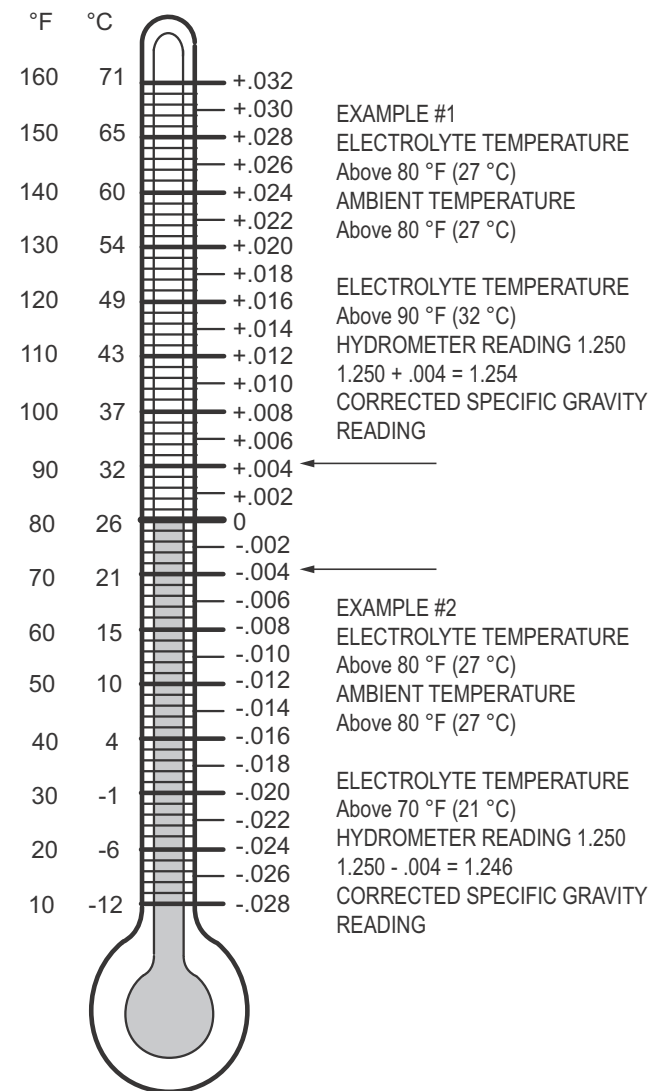 °F °C
160 71 +.032
+.030
150 65 +.028
+.026
140 60 +.024
+.022
130 54 +.020
+.018
120 49 +.016
+.014
110 43 +.012
+.010
100 37 +.008
+.006
90 32 +.004
+.002
80 26 0
-.002
70 21 -.004
-.006
60 15 -.008
-.010
50 10 -.012
-.014
40 4 -.016
-.018
30 -1 -.020
-.022
20 -6 -.024
-.026
10 -12 -.028
EXAMPLE #1
ELECTROLYTE TEMPERATURE
Above 80 °F (27 °C)
AMBIENT TEMPERATURE
Above 80 °F (27 °C)
ELECTROLYTE TEMPERATURE
Above 90 °F (32 °C)
HYDROMETER READING 1.250
1.250 + .004 = 1.254
CORRECTED SPECIFIC GRAVITY
READING
EXAMPLE #2
ELECTROLYTE TEMPERATURE
Above 80 °F (27 °C)
AMBIENT TEMPERATURE
Above 80 °F (27 °C)
ELECTROLYTE TEMPERATURE
Above 70 °F (21 °C)
HYDROMETER READING 1.250
1.250 - .004 = 1.246
CORRECTED SPECIFIC GRAVITY
READING